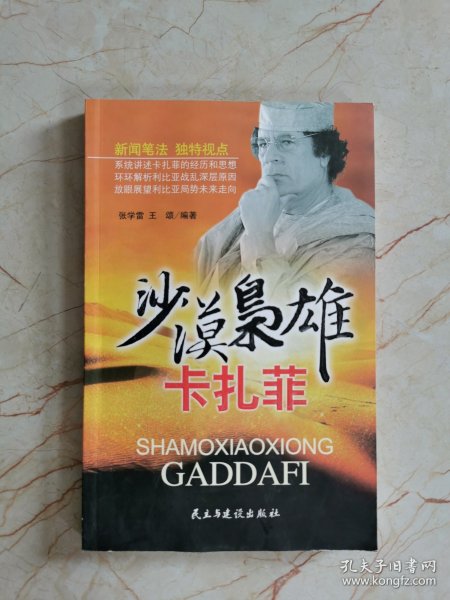 新闻笔法 独特视点
系统讲述卡扎菲的经历和思想
环环解析利比亚战乱深层原因
放眼展望利比亚局势未来走向
张学雷 王 颂/编著
沙漠枭雄
卡扎菲
SHAMOXIAOXIONG
GADDAFI
民主与建设出版社
孔夫子旧书网
www.kongfz.com